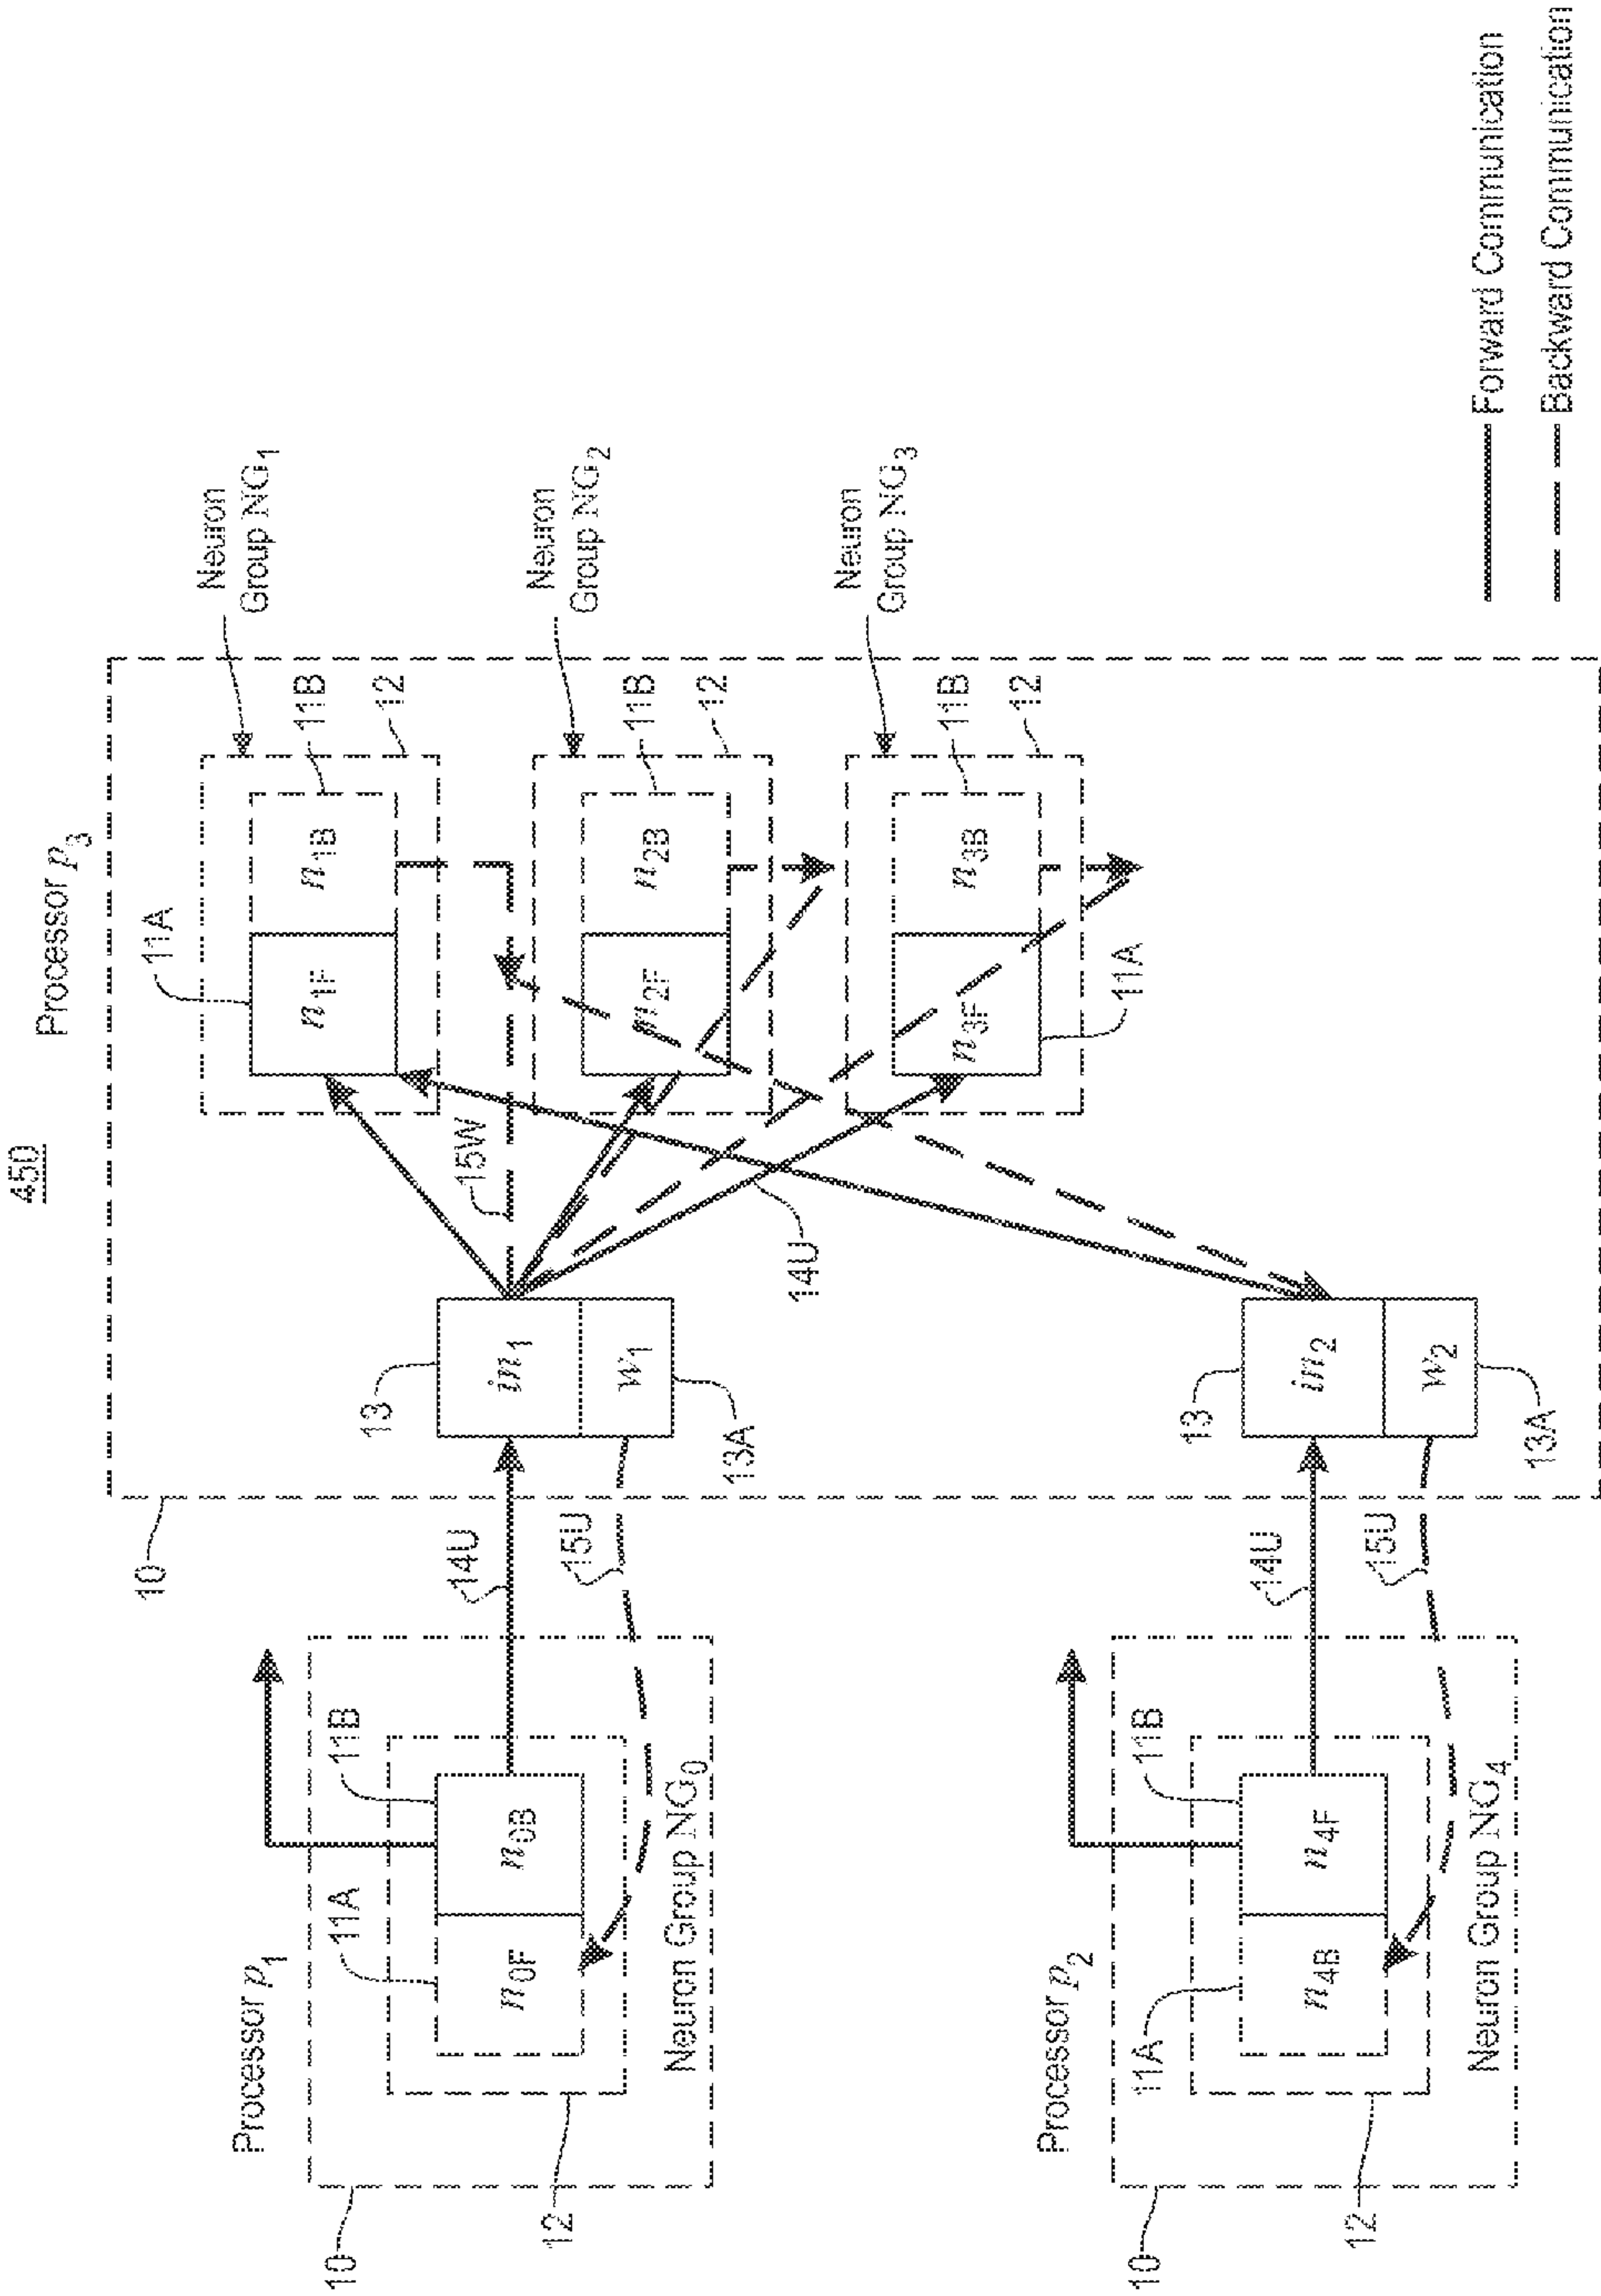 450
Processor p3
10
11A
n1F
n1B
11B
12
Neuron
Group NG1
15W
n2F
n2B
11B
12
Neuron
Group NG2
n3F
n3B
11B
12
11A
Neuron
Group NG3
14U
13
in1
w1
13A
13
in2
w2
13A
14U
15U
14U
15U
Processor p1
10
11A
11B
n0F
n0B
12
Neuron Group NG0
Processor p2
10
11A
11B
n4B
n4F
12
Neuron Group NG4
Forward Communication
Backward Communication